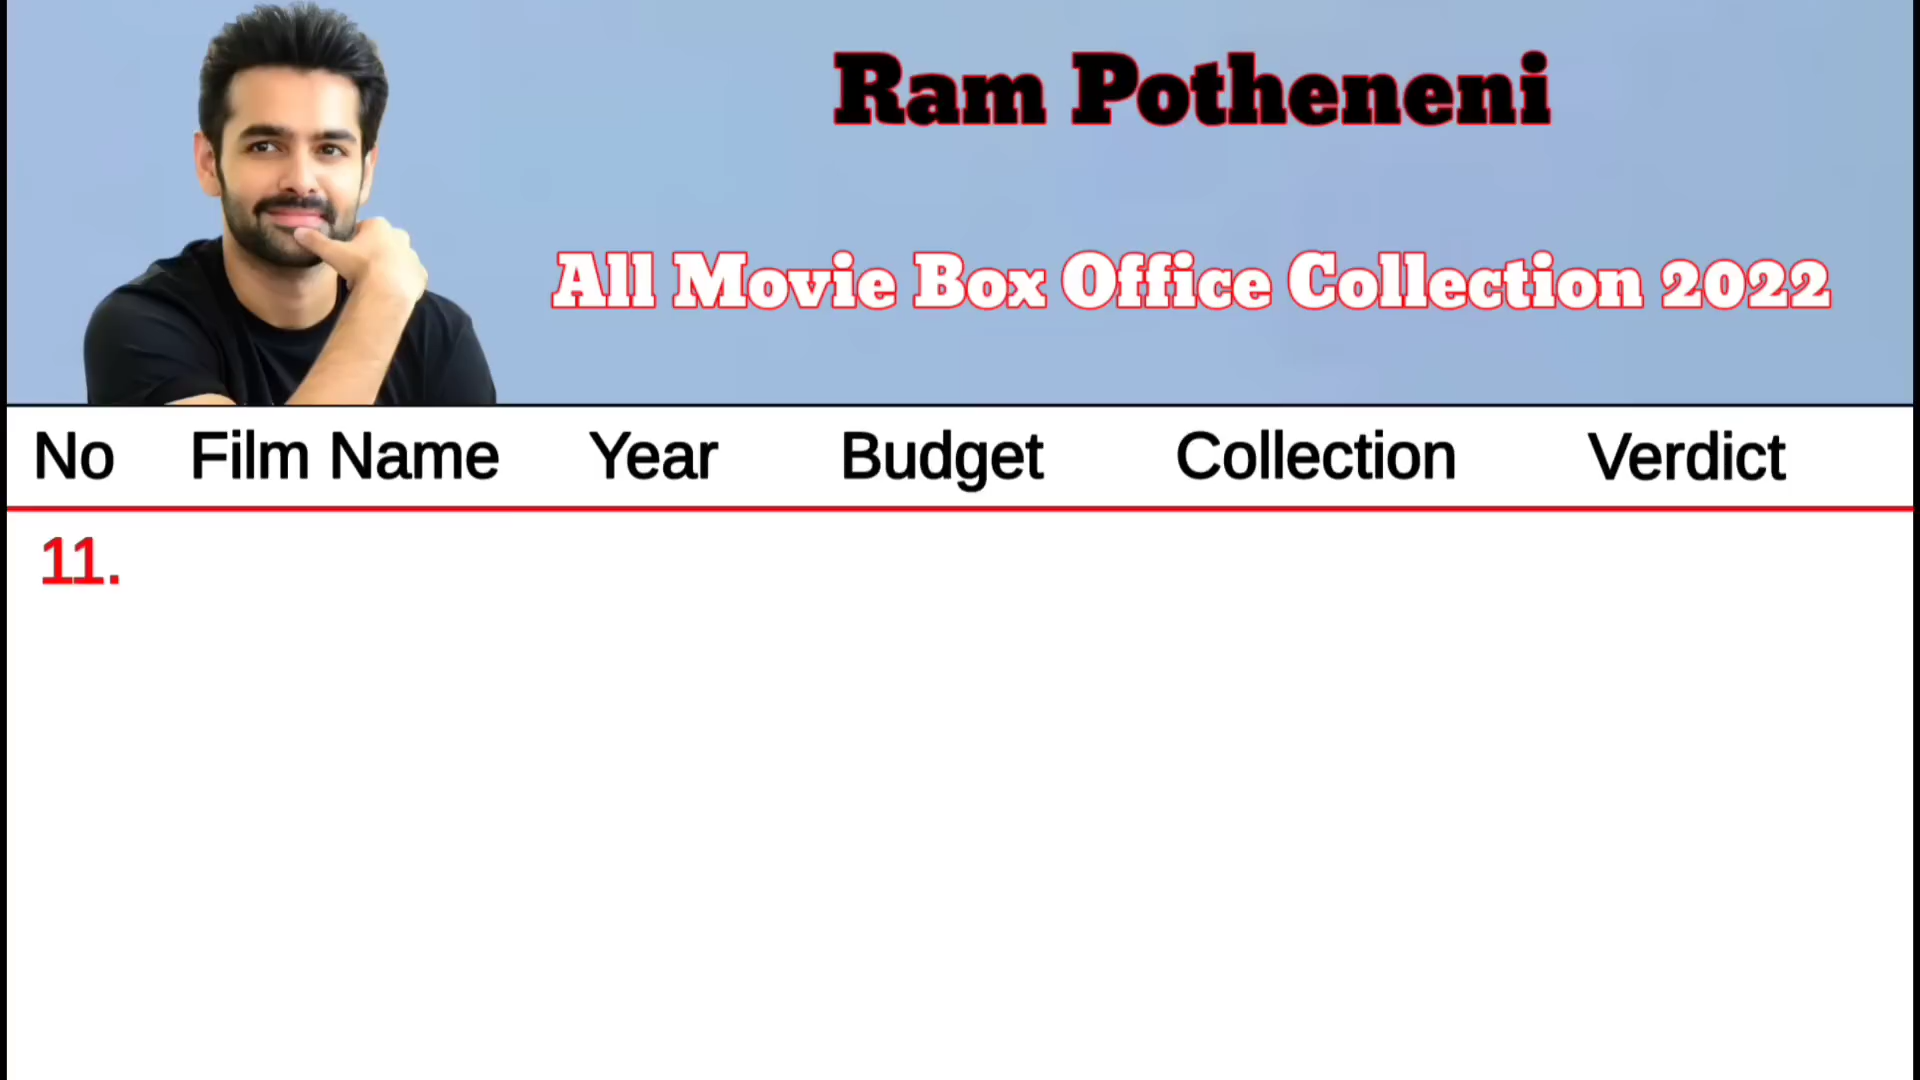 Ram Potheneni
All Movie Box Office Collection 2022
No Film Name Year Budget Collection Verdict
11.